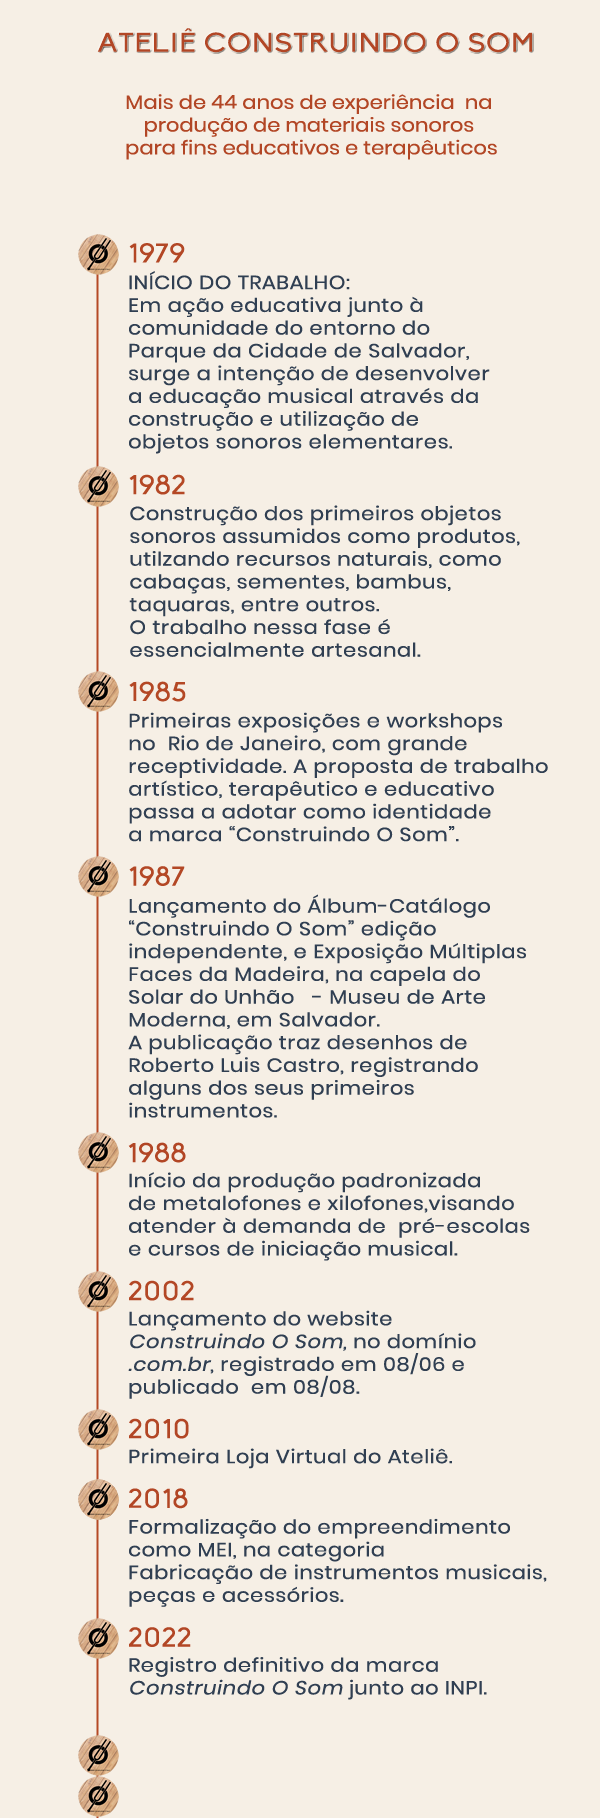 ATELIÊ CONSTRUINDO O SOM
Mais de 44 anos de experiência na
produção de materiais sonoros
para fins educativos e terapêuticos
1979
INÍCIO DO TRABALHO:
Em ação educativa junto à
comunidade do entorno do
Parque da Cidade de Salvador,
surge a intenção de desenvolver
a educação musical através da
construção e utilização de
objetos sonoros elementares.
1982
Construção dos primeiros objetos
sonoros assumidos como produtos,
utilzando recursos naturais, como
cabaças, sementes, bambus,
taquaras, entre outros.
O trabalho nessa fase é
essencialmente artesanal.
1985
Primeiras exposições e workshops
no Rio de Janeiro, com grande
receptividade. A proposta de trabalho
artístico, terapêutico e educativo
passa a adotar como identidade
a marca “Construindo O Som”.
1987
Lançamento do Álbum-Catálogo
“Construindo O Som” edição
independente, e Exposição Múltiplas
Faces da Madeira, na capela do
Solar do Unhão - Museu de Arte
Moderna, em Salvador.
A publicação traz desenhos de
Roberto Luis Castro, registrando
alguns dos seus primeiros
instrumentos.
1988
Início da produção padronizada
de metalofones e xilofones,visando
atender à demanda de pré-escolas
e cursos de iniciação musical.
2002
Lançamento do website
Construindo O Som, no domínio
.com.br, registrado em 08/06 e
publicado em 08/08.
2010
Primeira Loja Virtual do Ateliê.
2018
Formalização do empreendimento
como MEI, na categoria
Fabricação de instrumentos musicais,
peças e acessórios.
2022
Registro definitivo da marca
Construindo O Som junto ao INPI.